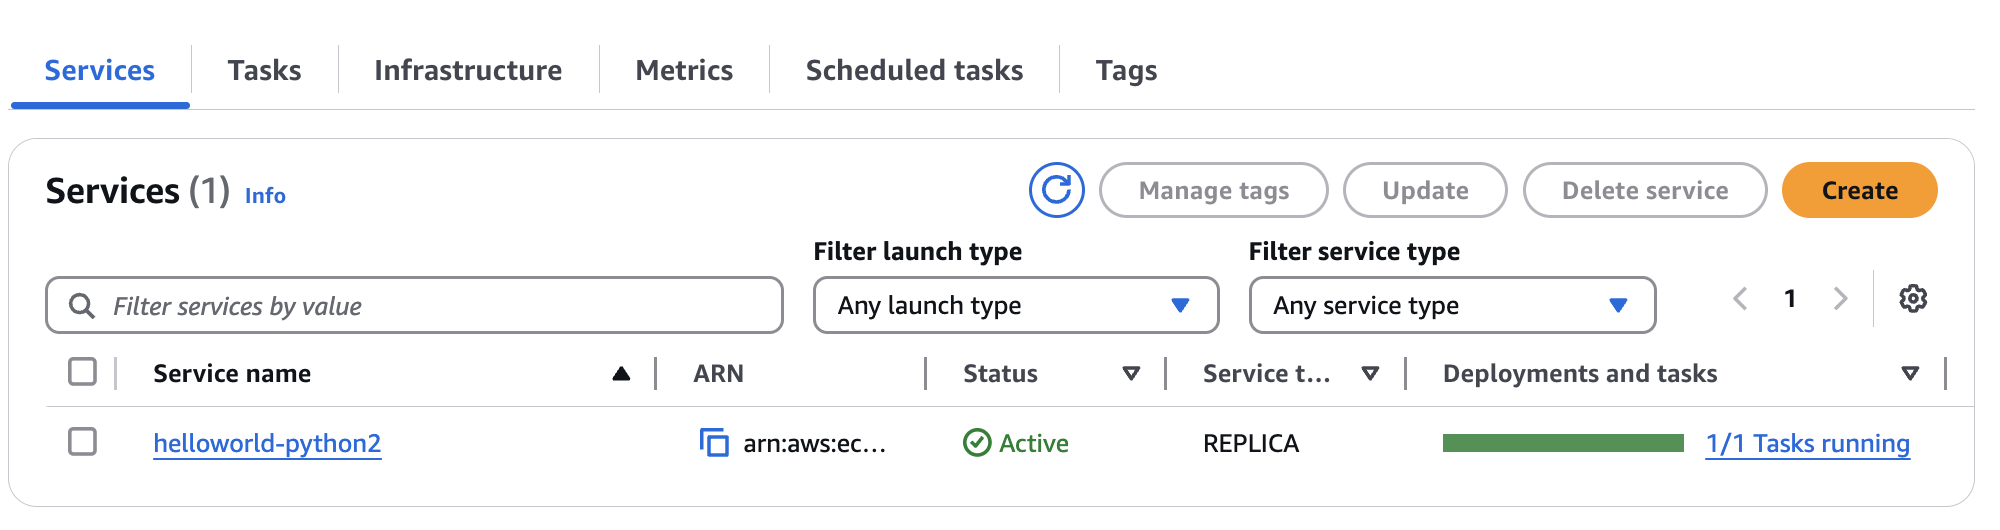 Services Tasks Infrastructure Metrics Scheduled tasks Tags
Services (1) Info Manage tags Update Delete service Create
Filter launch type Filter service type
Filter services by value Any launch type Any service type 1
Service name ARN Status Service t... Deployments and tasks
helloworld-python2 arn:aws:ec... Active REPLICA 1/1 Tasks running